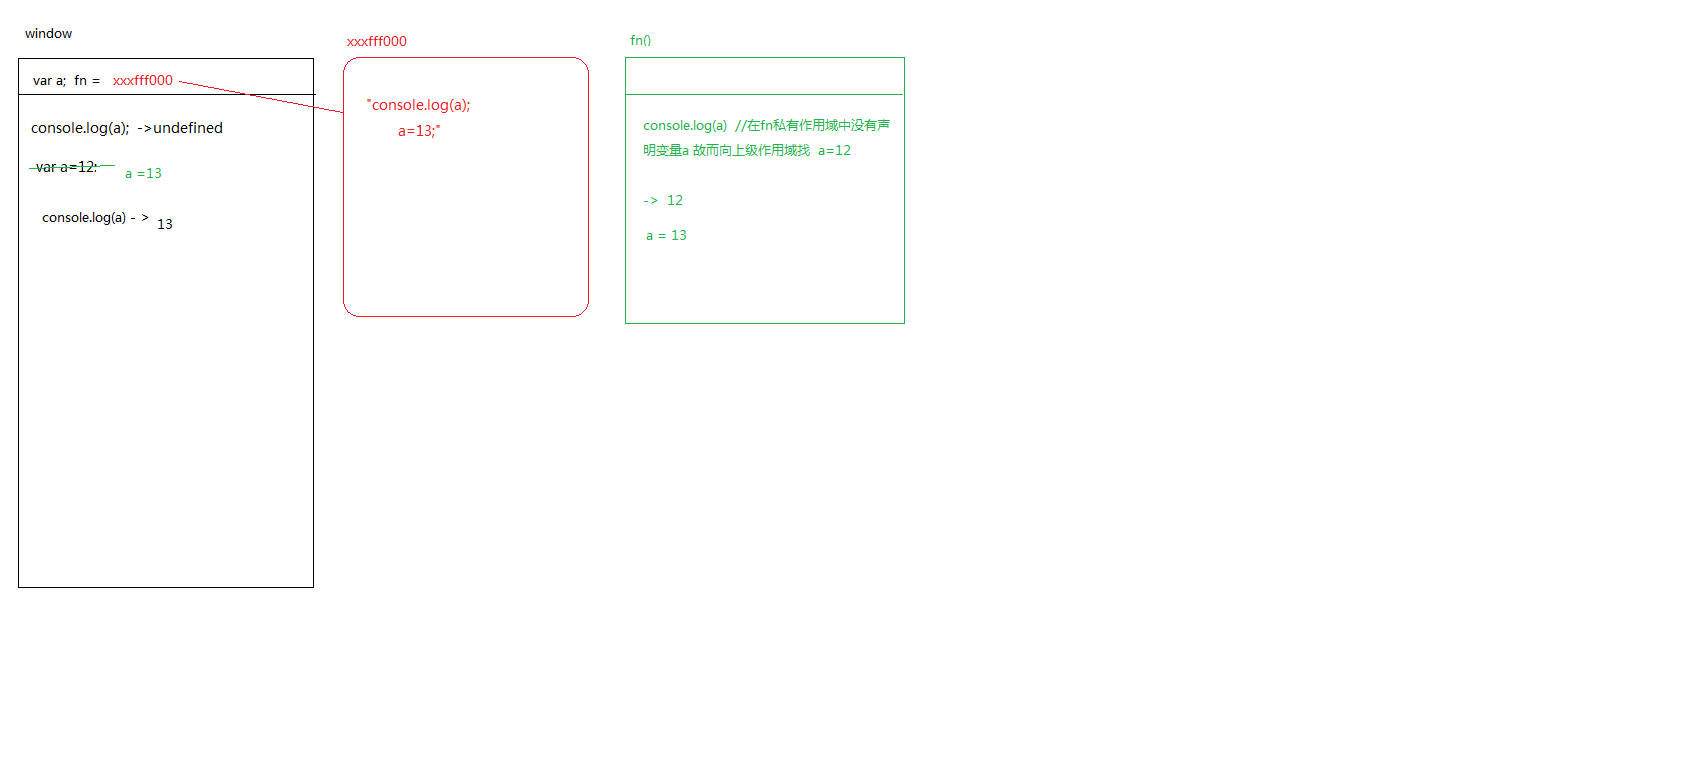 window
var a; fn = xxxfff000
console.log(a); ->undefined
var a=12;
a =13
console.log(a) - > 13
xxxfff000
"console.log(a);
a=13;"
fn()
console.log(a) //在fn私有作用域中没有声
明变量a 故而向上级作用域找 a=12
-> 12
a = 13